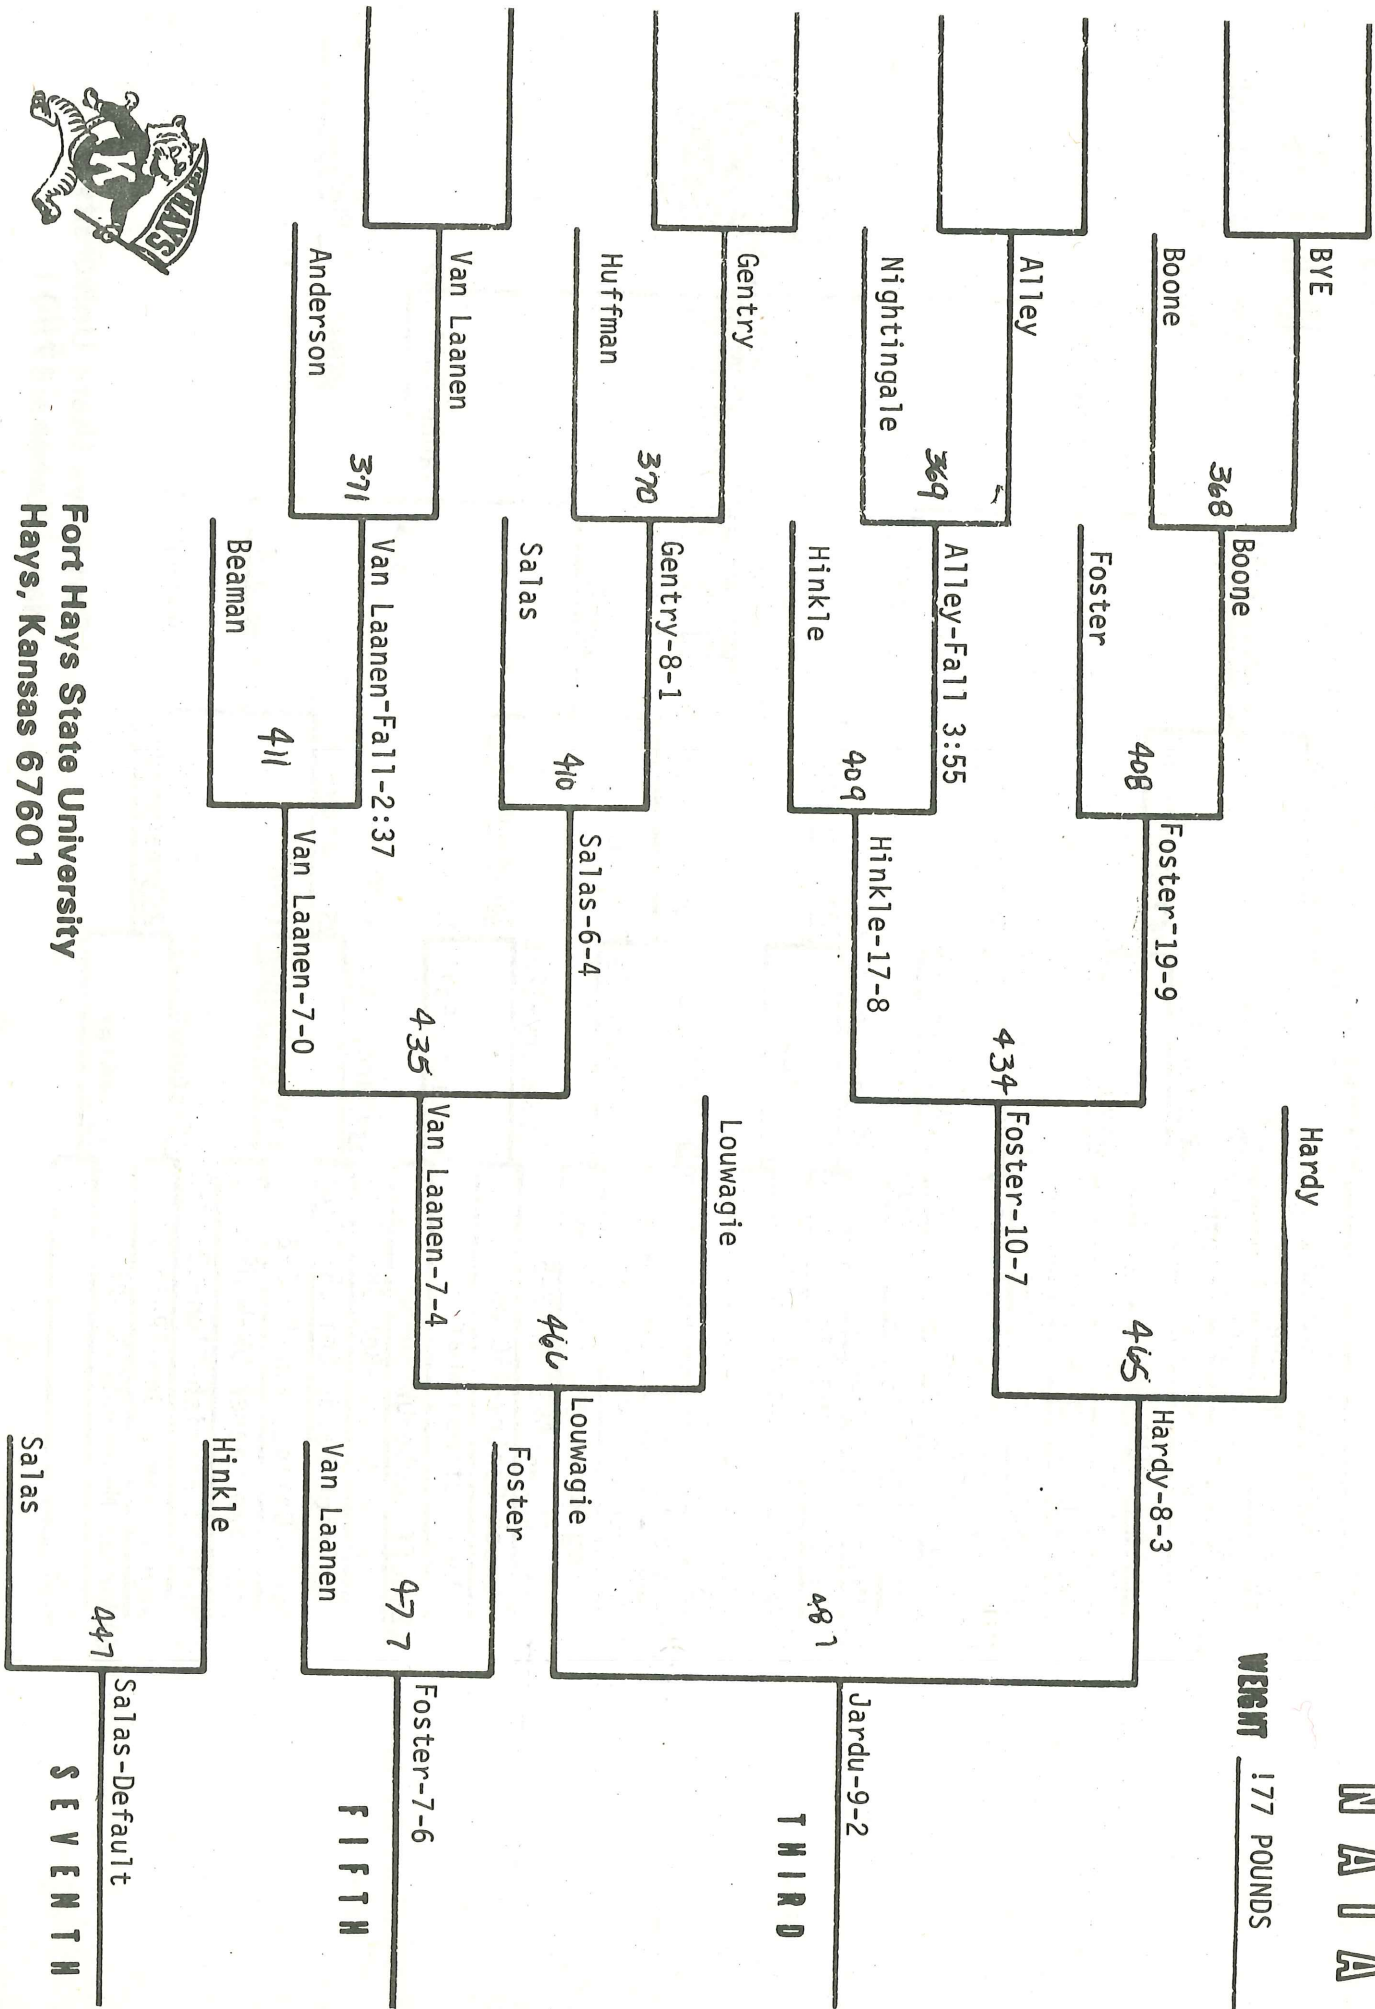 N A I A
WEIGHT 177 POUNDS
BYE
Boone
368
Boone
Foster
408
Foster-19-9
Alley
Nightingale
369
Alley-Fall 3:55
Hinkle
409
Hinkle-17-8
434
Foster-10-7
Hardy
465
Hardy-8-3
Gentry
Huffman
370
Gentry-8-1
Salas
410
Salas-6-4
Van Laanen
Anderson
371
Van Laanen-Fall-2:37
Beaman
411
Van Laanen-7-0
435
Van Laanen-7-4
Louwagie
466
Louwagie
487
Jardu-9-2
THIRD
Foster
Van Laanen
477
Foster-7-6
FIFTH
Hinkle
Salas
447
Salas-Default
SEVENTH
K
HAYS
Fort Hays State University
Hays, Kansas 67601